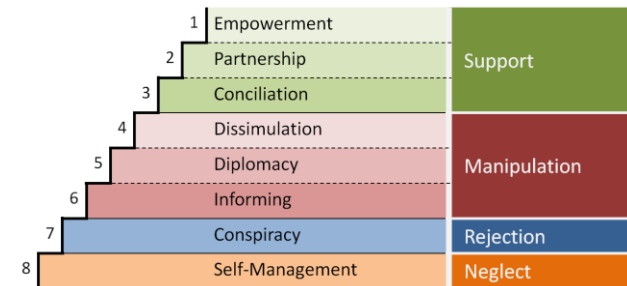 1 Empowerment
2 Partnership
3 Conciliation
Support
4 Dissimulation
5 Diplomacy
6 Informing
Manipulation
7 Conspiracy
Rejection
8 Self-Management
Neglect